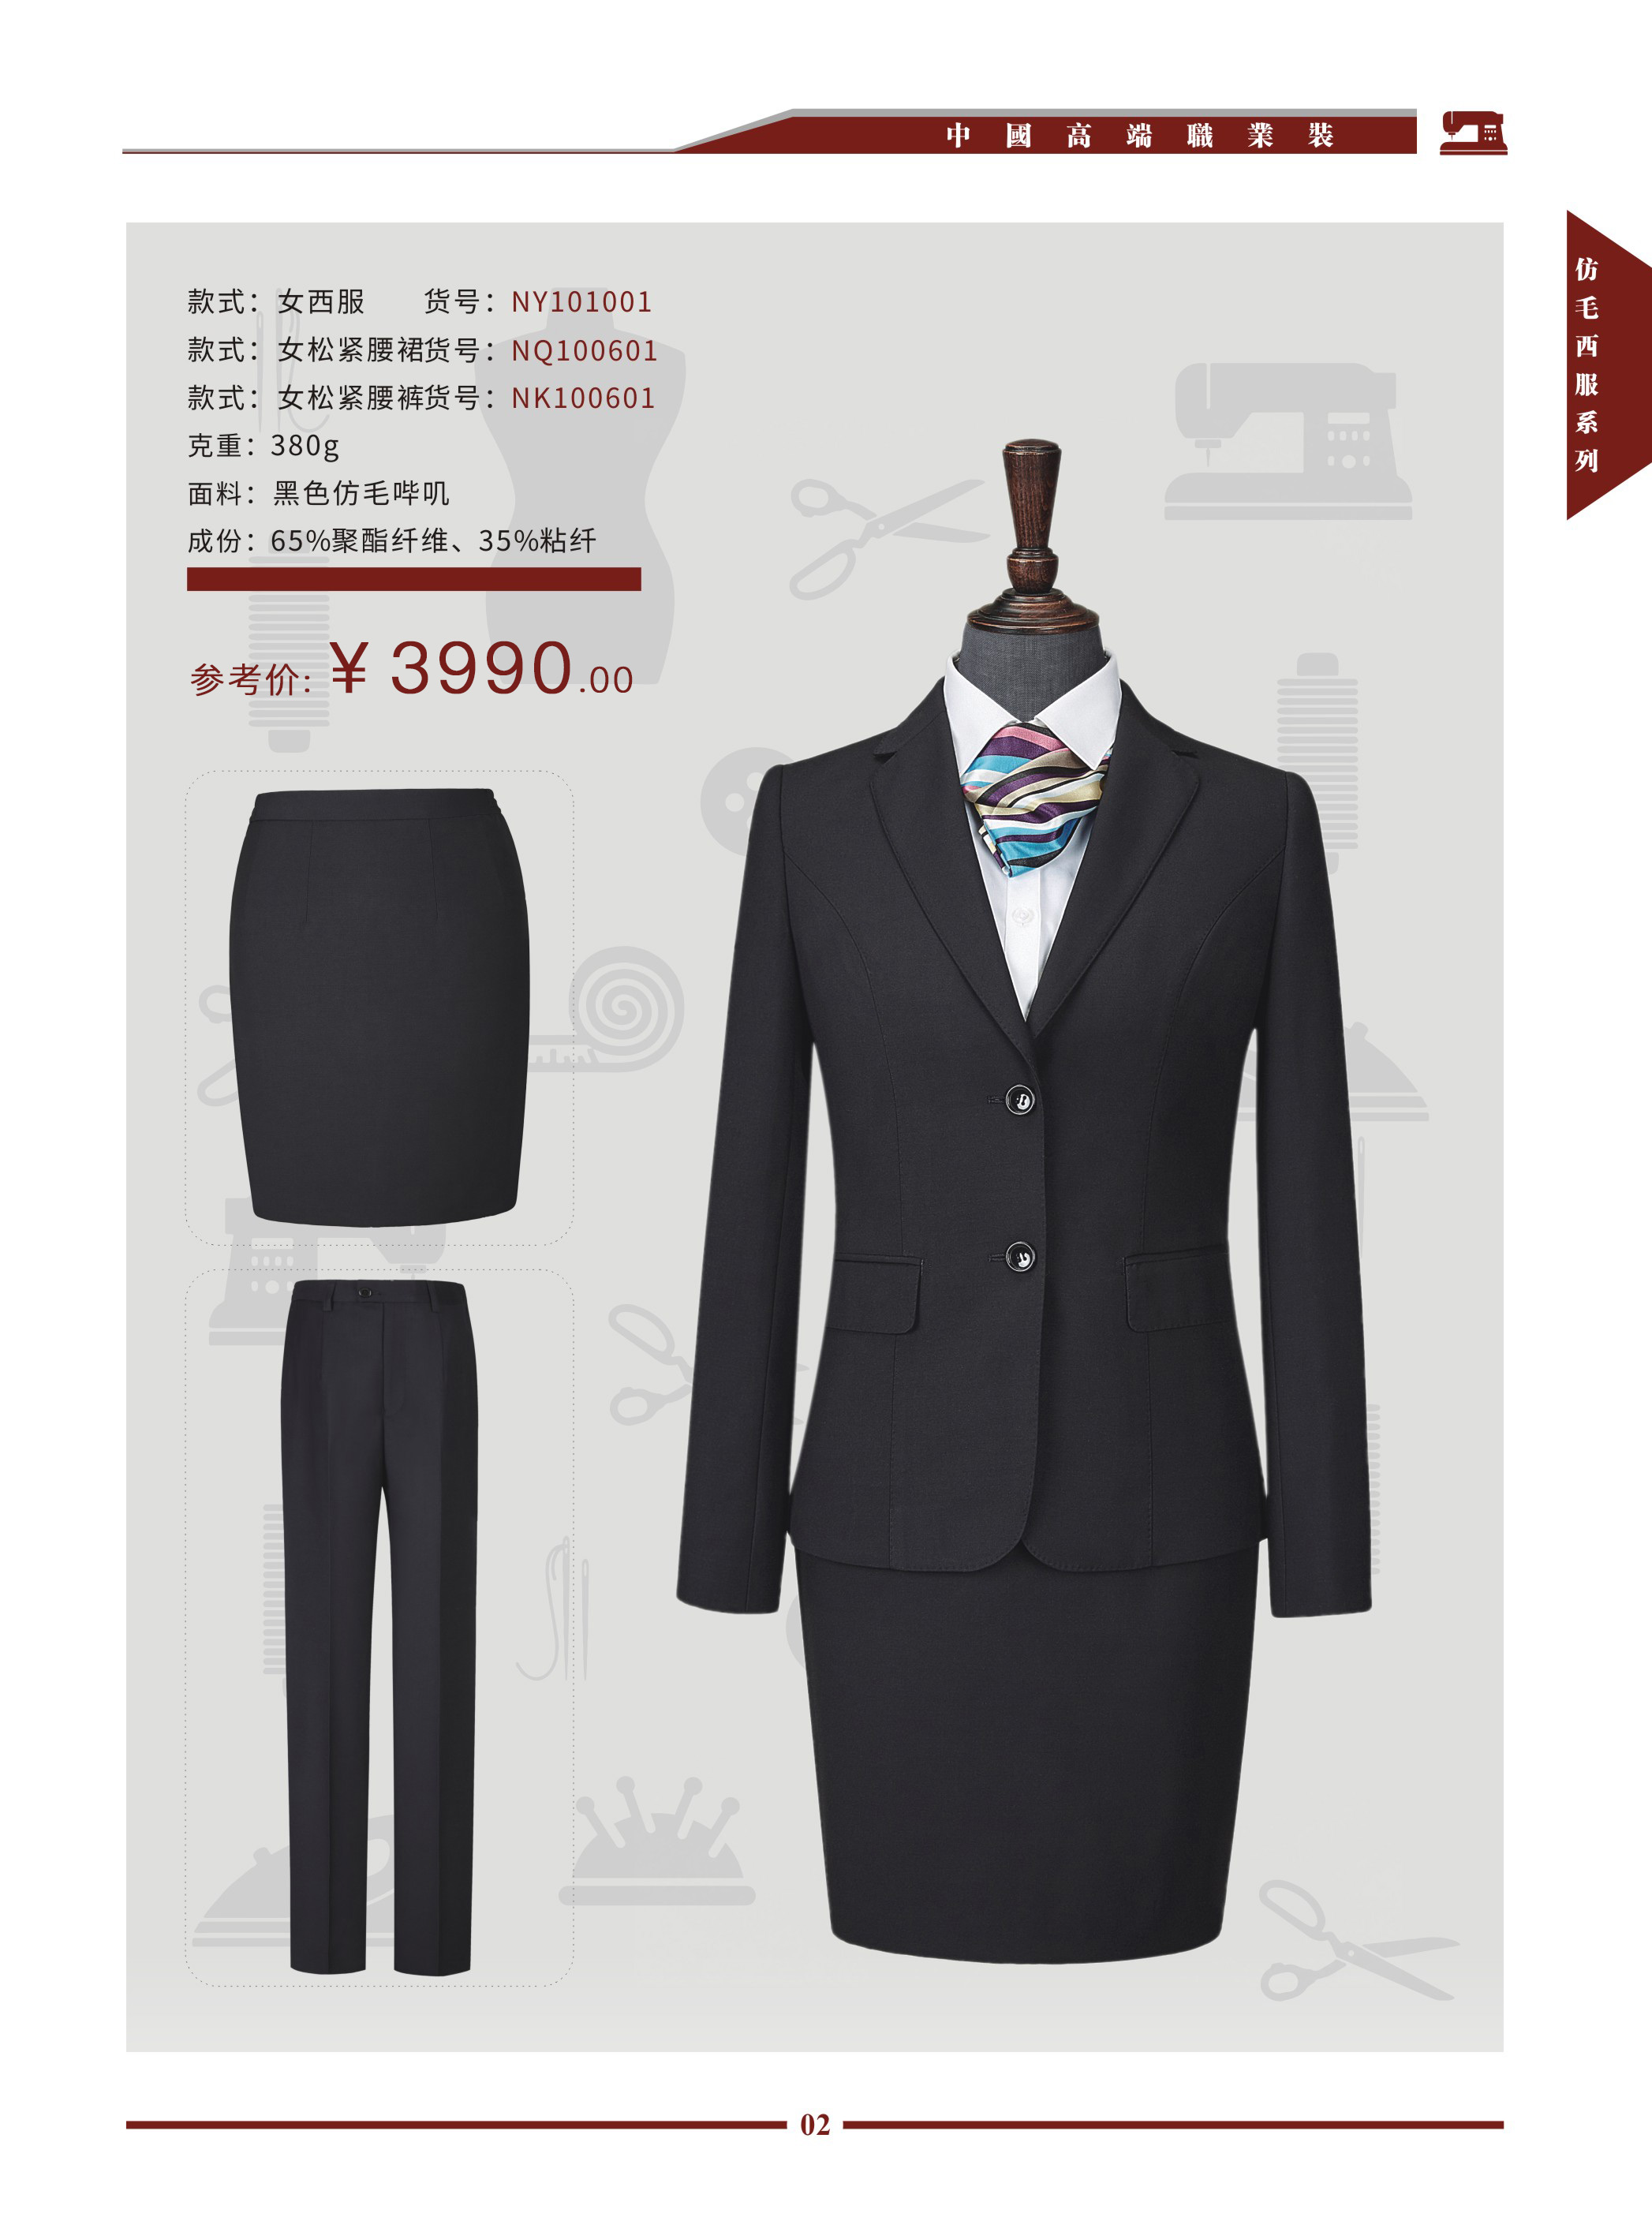 中國高端職業裝
仿毛西服系列
款式：女西服 货号：NY101001
款式：女松紧腰裙货号：NQ100601
款式：女松紧腰裤货号：NK100601
克重：380g
面料：黑色仿毛哔叽
成份：65%聚酯纤维、35%粘纤
参考价：¥ 3990.00
02